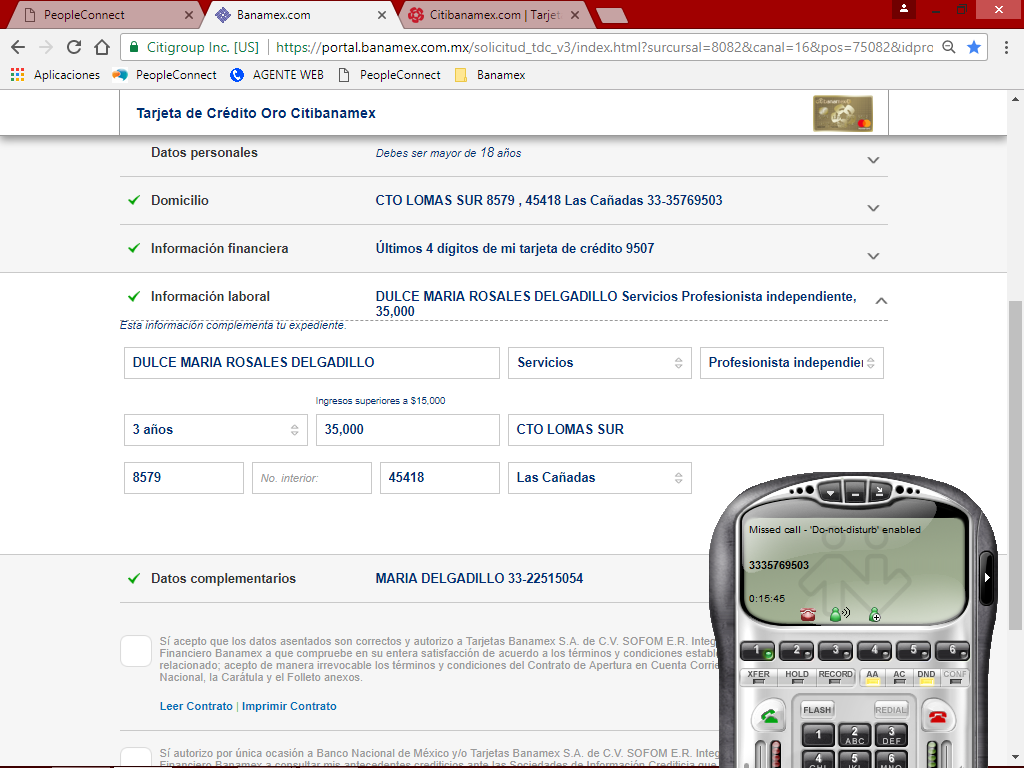 PeopleConnect
Banamex.com
Citibanamex.com | Tarjet
Citigroup Inc. [US] https://portal.banamex.com.mx/solicitud_tdc_v3/index.html?sursursal=8082&canal=16&pos=75082&idpro
Aplicaciones PeopleConnect AGENTE WEB PeopleConnect Banamex
Tarjeta de Crédito Oro Citibanamex
Datos personales Debes ser mayor de 18 años
Domicilio CTO LOMAS SUR 8579 , 45418 Las Cañadas 33-35769503
Información financiera Últimos 4 dígitos de mi tarjeta de crédito 9507
Información laboral DULCE MARIA ROSALES DELGADILLO Servicios Profesionista independiente,
35,000
Esta información complementa tu expediente.
DULCE MARIA ROSALES DELGADILLO Servicios Profesionista independier
Ingresos superiores a $15,000
3 años 35,000 CTO LOMAS SUR
8579 No. interior: 45418 Las Cañadas
Datos complementarios MARIA DELGADILLO 33-22515054
Sí acepto que los datos asentados son correctos y autorizo a Tarjetas Banamex S.A. de C.V. SOFOM E.R. Integ
Financiero Banamex a que compruebe en su entera satisfacción de acuerdo a los términos y condiciones estable
relacionado; acepto de manera irrevocable los términos y condiciones del Contrato de Apertura en Cuenta Corrie
Nacional, la Carátula y el Folleto anexos.
Leer Contrato | Imprimir Contrato
Sí autorizo por única ocasión a Banco Nacional de México y/o Tarjetas Banamex S.A. de C.V. SOFOM E.R. Integ
Financiero Banamex a consultar mis antecedentes crediticios ante las Sociedades de Información Crediticia que
Missed call - 'Do-not-disturb' enabled
3335769503
0:15:45
1 2 3 4 5 6
XFER HOLD RECORD AA AC DND CONF
FLASH REDIAL
1 2 3
ABC DEF
4 5 6